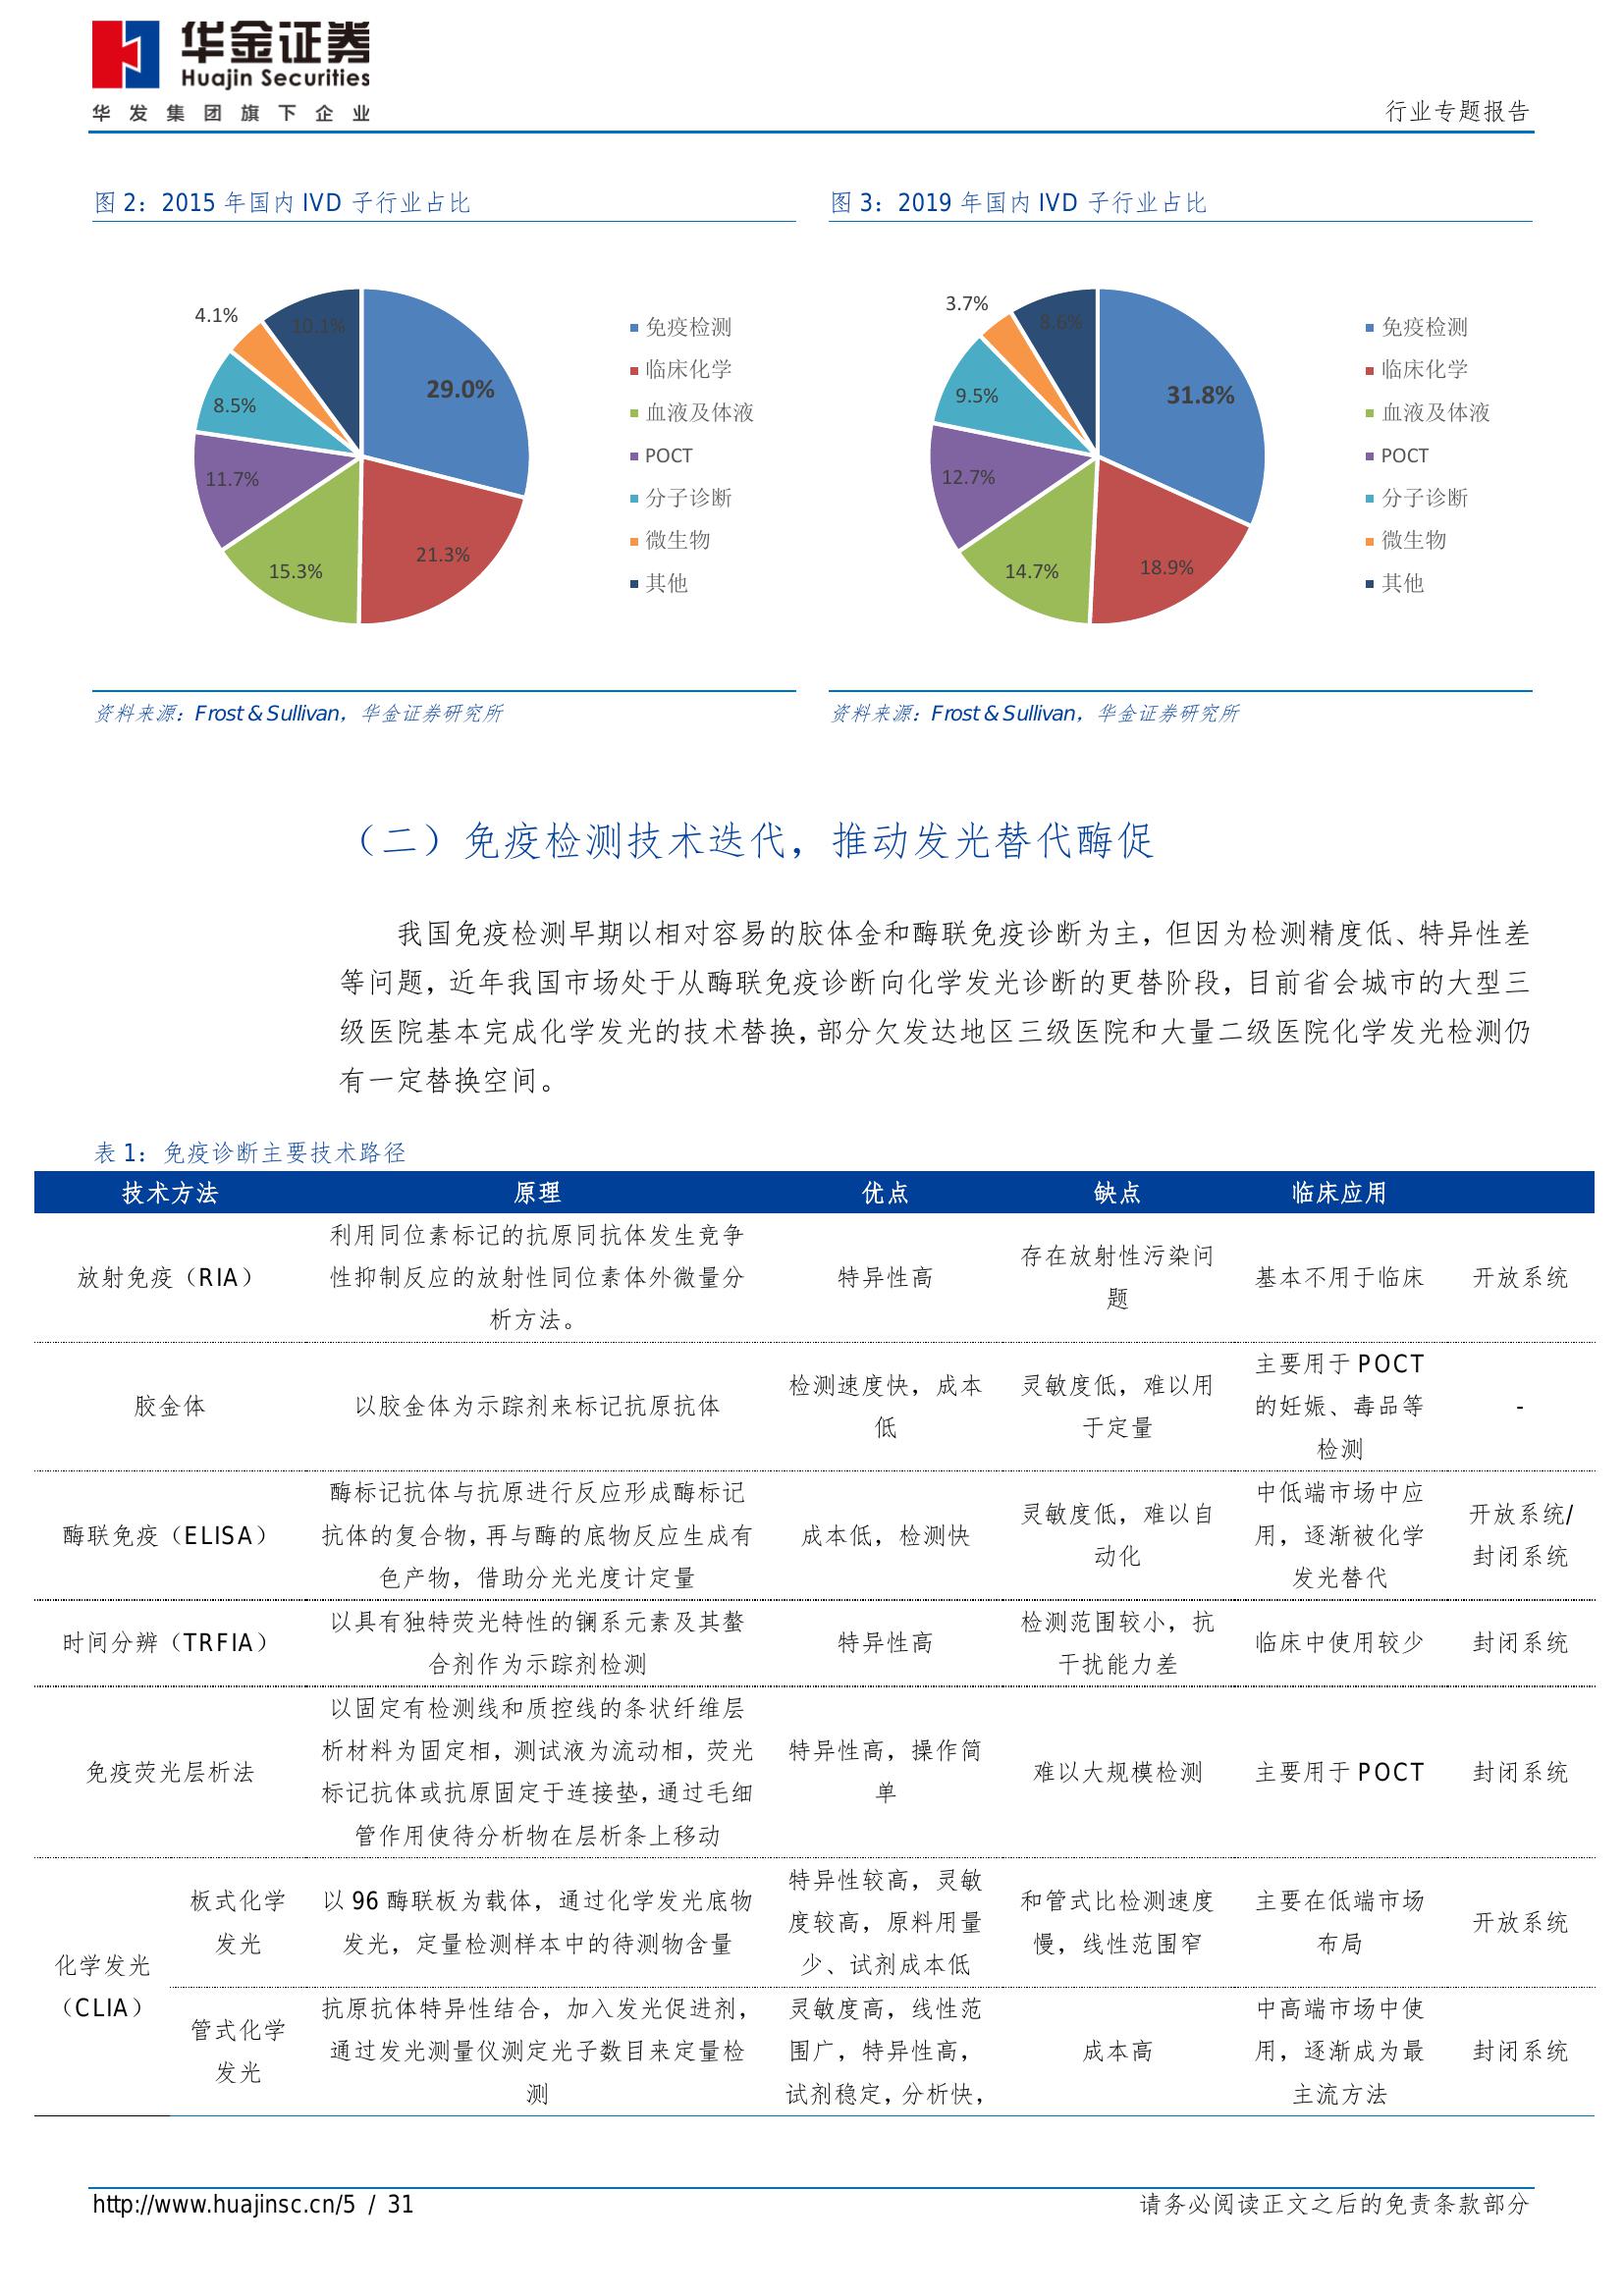 华金证券
Huajin Securities
华发集团旗下企业
行业专题报告
图 2：2015 年国内 IVD 子行业占比
29.0%
21.3%
15.3%
11.7%
8.5%
4.1%
10.1%
免疫检测
临床化学
血液及体液
POCT
分子诊断
微生物
其他
资料来源：Frost & Sullivan，华金证券研究所
图 3：2019 年国内 IVD 子行业占比
31.8%
18.9%
14.7%
12.7%
9.5%
3.7%
8.6%
免疫检测
临床化学
血液及体液
POCT
分子诊断
微生物
其他
资料来源：Frost & Sullivan，华金证券研究所
（二）免疫检测技术迭代，推动发光替代酶促
我国免疫检测早期以相对容易的胶体金和酶联免疫诊断为主，但因为检测精度低、特异性差
等问题，近年我国市场处于从酶联免疫诊断向化学发光诊断的更替阶段，目前省会城市的大型三
级医院基本完成化学发光的技术替换，部分欠发达地区三级医院和大量二级医院化学发光检测仍
有一定替换空间。
表 1：免疫诊断主要技术路径
技术方法 原理 优点 缺点 临床应用
放射免疫（RIA）
利用同位素标记的抗原同抗体发生竞争
性抑制反应的放射性同位素体外微量分
析方法。
特异性高
存在放射性污染问
题
基本不用于临床
开放系统
胶金体
以胶金体为示踪剂来标记抗原抗体
检测速度快，成本
低
灵敏度低，难以用
于定量
主要用于 POCT
的妊娠、毒品等
检测
-
酶联免疫（ELISA）
酶标记抗体与抗原进行反应形成酶标记
抗体的复合物，再与酶的底物反应生成有
色产物，借助分光光度计定量
成本低，检测快
灵敏度低，难以自
动化
中低端市场中应
用，逐渐被化学
发光替代
开放系统/
封闭系统
时间分辨（TRFIA）
以具有独特荧光特性的镧系元素及其螯
合剂作为示踪剂检测
特异性高
检测范围较小，抗
干扰能力差
临床中使用较少
封闭系统
免疫荧光层析法
以固定有检测线和质控线的条状纤维层
析材料为固定相，测试液为流动相，荧光
标记抗体或抗原固定于连接垫，通过毛细
管作用使待分析物在层析条上移动
特异性高，操作简
单
难以大规模检测
主要用于 POCT
封闭系统
化学发光
（CLIA）
板式化学
发光
以 96 酶联板为载体，通过化学发光底物
发光，定量检测样本中的待测物含量
特异性较高，灵敏
度较高，原料用量
少、试剂成本低
和管式比检测速度
慢，线性范围窄
主要在低端市场
布局
开放系统
管式化学
发光
抗原抗体特异性结合，加入发光促进剂，
通过发光测量仪测定光子数目来定量检
测
灵敏度高，线性范
围广，特异性高，
试剂稳定，分析快，
成本高
中高端市场中使
用，逐渐成为最
主流方法
封闭系统
http://www.huajinsc.cn/5 / 31
请务必阅读正文之后的免责条款部分